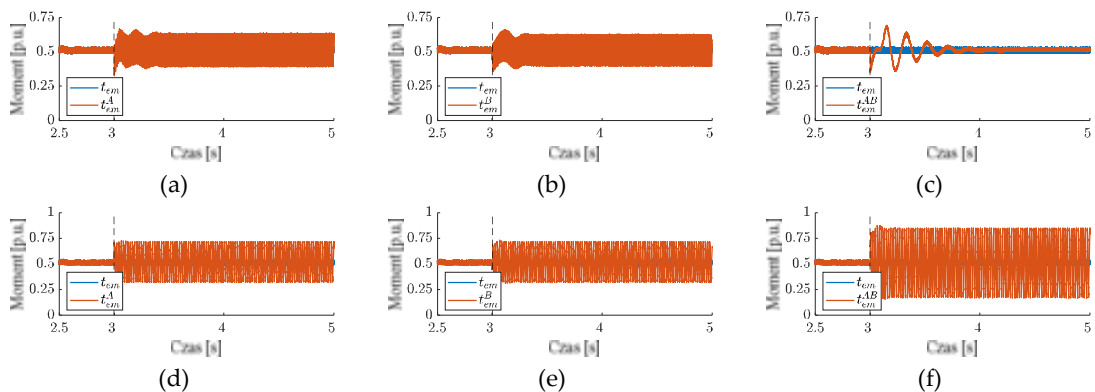 0.75 0.75 0.75
Moment [p.u.] Moment [p.u.] Moment [p.u.]
0.5 0.5 0.5
0.25 0.25 0.25
t_em t_em t_em
t_em^A t_em^B t_em^AB
0 0 0
2.5 3 4 5 2.5 3 4 5 2.5 3 4 5
Czas [s] Czas [s] Czas [s]
(a) (b) (c)
1 1 1
Moment [p.u.] Moment [p.u.] Moment [p.u.]
0.75 0.75 0.75
0.5 0.5 0.5
0.25 0.25 0.25
t_em t_em t_em
t_em^A t_em^B t_em^AB
0 0 0
2.5 3 4 5 2.5 3 4 5 2.5 3 4 5
Czas [s] Czas [s] Czas [s]
(d) (e) (f)